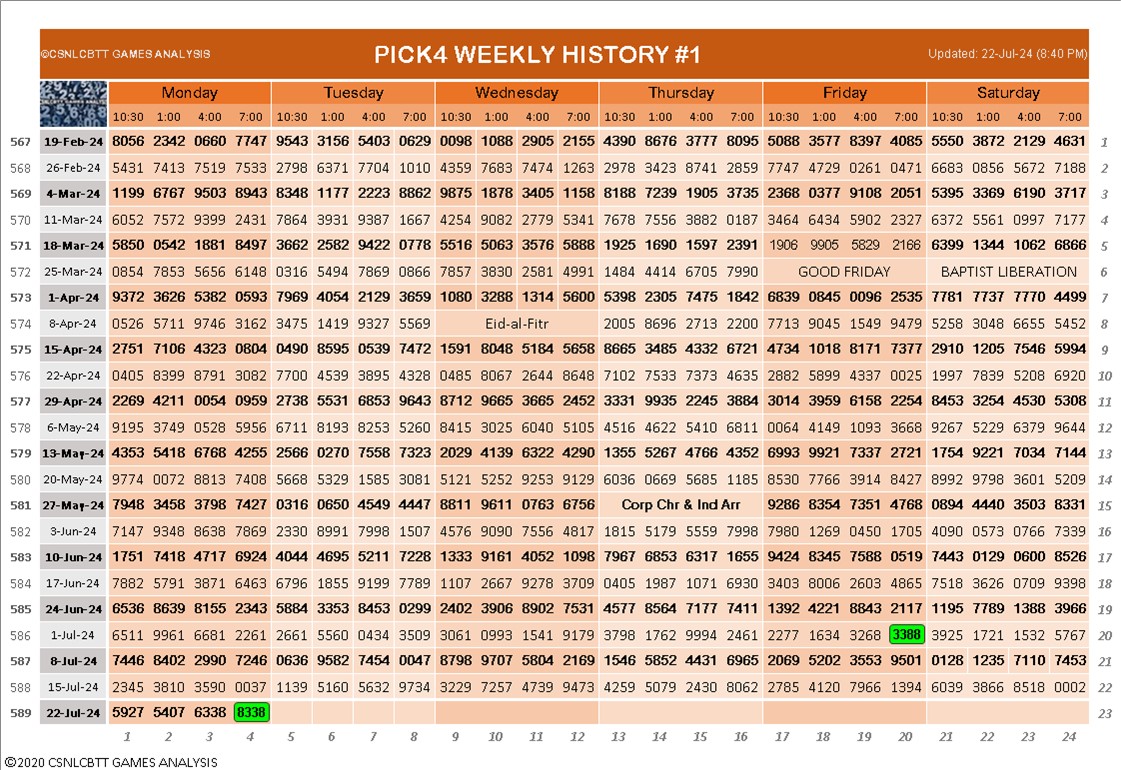 ©CSNLCBTT GAMES ANALYSIS PICK4 WEEKLY HISTORY #1 Updated: 22-Jul-24 (8:40 PM)
Monday Tuesday Wednesday Thursday Friday Saturday
10:30 1:00 4:00 7:00 10:30 1:00 4:00 7:00 10:30 1:00 4:00 12:00 10:30 1:00 4:00 7:00 10:30 1:00 4:00 7:00 10:30 1:00 4:00 7:00
567 19-Feb-24 8056 2342 0660 7747 9543 3156 5403 0629 0098 1088 2905 2155 4390 8676 3777 8095 5088 3577 8397 4085 5550 3872 2129 4631 1
568 26-Feb-24 5431 7413 7519 7533 2798 6371 7704 1010 4359 7683 7474 1263 2978 3423 8741 2859 7747 4729 0261 0471 6683 0856 5672 7188 2
569 4-Mar-24 1199 6767 9503 8943 8348 1177 2223 8862 9875 1878 3405 1158 8188 7239 1905 3735 2368 0377 9108 2051 5395 3369 6190 3717 3
570 11-Mar-24 6052 7572 9399 2431 7864 3931 9387 1667 4254 9082 2779 5341 7678 7556 3882 0187 3464 6434 5902 2327 6372 5561 0997 7177 4
571 18-Mar-24 5850 0542 1881 8497 3662 2582 9422 0778 5516 5063 3576 5888 1925 1690 1597 2391 1906 9905 5829 2166 6399 1344 1062 6866 5
572 25-Mar-24 0854 7853 5656 6148 0316 5494 7869 0866 7857 3830 2581 4991 1484 4414 6705 7990 GOOD FRIDAY BAPTIST LIBERATION 6
573 1-Apr-24 9372 3626 5382 0593 7969 4054 2129 3659 1080 3288 1314 5600 5398 2305 7475 1842 6839 0845 0096 2535 7781 7737 7770 4499 7
574 8-Apr-24 0526 5711 9746 3162 3475 1419 9327 5569 Eid-al-Fitr 2005 8696 2713 2200 7713 9045 1549 9479 5258 3048 6655 5452 8
575 15-Apr-24 2751 7106 4323 0804 0490 8595 0539 7472 1591 8048 5184 5658 8665 3485 4332 6721 4734 1018 8171 7377 2910 1205 7546 5994 9
576 22-Apr-24 0405 8399 8791 3082 7700 4539 3895 4328 0485 8067 2644 8648 7102 7533 7373 4635 2882 5899 4337 0025 1997 7839 5208 6920 10
577 29-Apr-24 2269 4211 0054 0959 2738 5531 6853 9643 8712 9665 3665 2452 3331 9935 2245 3884 3014 3959 6158 2254 8453 3254 4530 5308 11
578 6-May-24 9195 3749 0528 5956 6711 8193 8253 5260 8415 3025 6040 5105 4516 4622 5410 6811 0064 4149 1093 3668 9267 5229 6379 9644 12
579 13-May-24 4353 5418 6768 4255 2566 0270 7558 7323 2029 4139 6322 4290 1355 5267 4766 4352 6993 9921 7337 2721 1754 9221 7034 7144 13
580 20-May-24 9774 0072 8813 7408 5668 5329 1585 3081 5121 5252 9253 9129 6036 0669 5685 1185 8530 7766 3914 8427 8992 9798 3601 5209 14
581 27-May-24 7948 3458 3798 7427 0316 0650 4549 4447 8811 9611 0763 6756 Corp Chr & Ind Arr 9286 8354 7351 4768 0894 4440 3503 8331 15
582 3-Jun-24 7147 9348 8638 7869 2330 8991 7998 1507 4576 9090 7556 4817 1815 5179 5559 7998 7980 1269 0450 1705 4090 0573 0766 7339 16
583 10-Jun-24 1751 7418 4717 6924 4044 4695 5211 7228 1333 9161 4052 1098 7967 6853 6317 1655 9424 8345 7588 0519 7443 0129 0600 8526 17
584 17-Jun-24 7882 5791 3871 6463 6796 1855 9199 7789 1107 2667 9278 3709 0405 1987 1071 6930 3403 8006 2603 4865 7518 3626 0709 9398 18
585 24-Jun-24 6536 8639 8155 2343 5884 3353 8453 0299 2402 3906 8902 7531 4577 8564 7177 7411 1392 4221 8843 2117 1195 7789 1388 3966 19
586 1-Jul-24 6511 9961 6681 2261 2661 5560 0434 3509 3061 0993 1541 9179 3798 1762 9994 2461 2277 1634 3268 3388 3925 1721 1532 5767 20
587 8-Jul-24 7446 8402 2990 7246 0636 9582 7454 0047 8798 9707 5804 2169 1546 5852 4431 6965 2069 5202 3553 9501 0128 1235 7110 7453 21
588 15-Jul-24 2345 3810 3590 0037 1139 5160 5632 9734 3229 7257 4739 9473 4259 5079 2430 8062 2785 4120 7966 1394 6039 3866 8518 0002 22
589 22-Jul-24 5927 5407 6338 8338 23
1 2 3 4 5 6 7 8 9 10 11 12 13 14 15 16 17 18 19 20 21 22 23 24
©2020 CSNLCBTT GAMES ANALYSIS